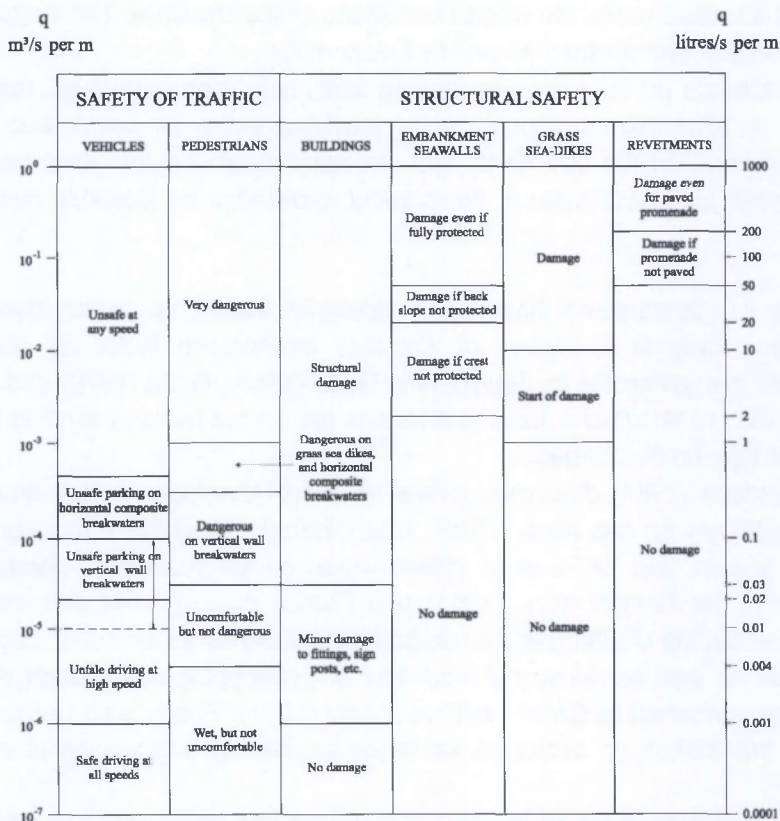 q
m³/s per m
q
litres/s per m
SAFETY OF TRAFFIC
STRUCTURAL SAFETY
VEHICLES
PEDESTRIANS
BUILDINGS
EMBANKMENT
SEAWALLS
GRASS
SEA-DIKES
REVETMENTS
10⁰
10⁻¹
10⁻²
10⁻³
10⁻⁴
10⁻⁵
10⁻⁶
10⁻⁷
Unsafe at
any speed
Unsafe parking on
horizontal composite
breakwaters
Unsafe parking on
vertical wall
breakwaters
Unfale driving at
high speed
Safe driving at
all speeds
Very dangerous
Dangerous
on vertical wall
breakwaters
Uncomfortable
but not dangerous
Wet, but not
uncomfortable
Structural
damage
Dangerous on
grass sea dikes,
and horizontal
composite
breakwaters
Minor damage
to fittings, sign
posts, etc.
No damage
Damage even if
fully protected
Damage if back
slope not protected
Damage if crest
not protected
No damage
Damage
Start of damage
No damage
Damage even
for paved
promenade
Damage if
promenade
not paved
No damage
1000
200
100
50
20
10
2
1
0.1
0.03
0.02
0.01
0.004
0.001
0.0001